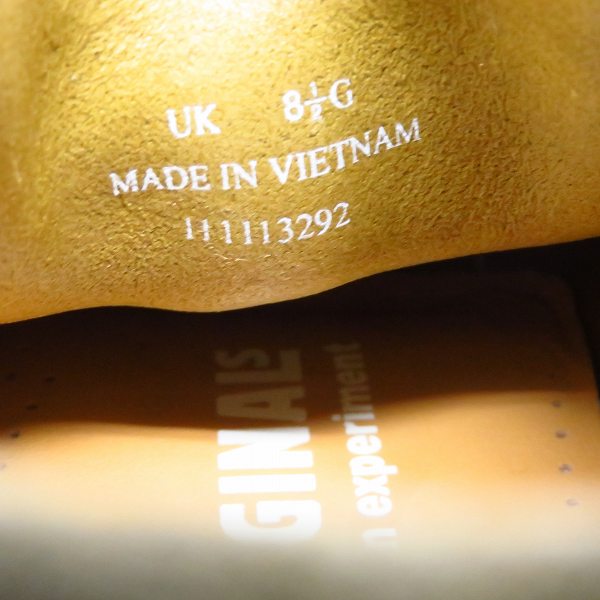 UK 8½G
MADE IN VIETNAM
111113292
GINALS
experiment